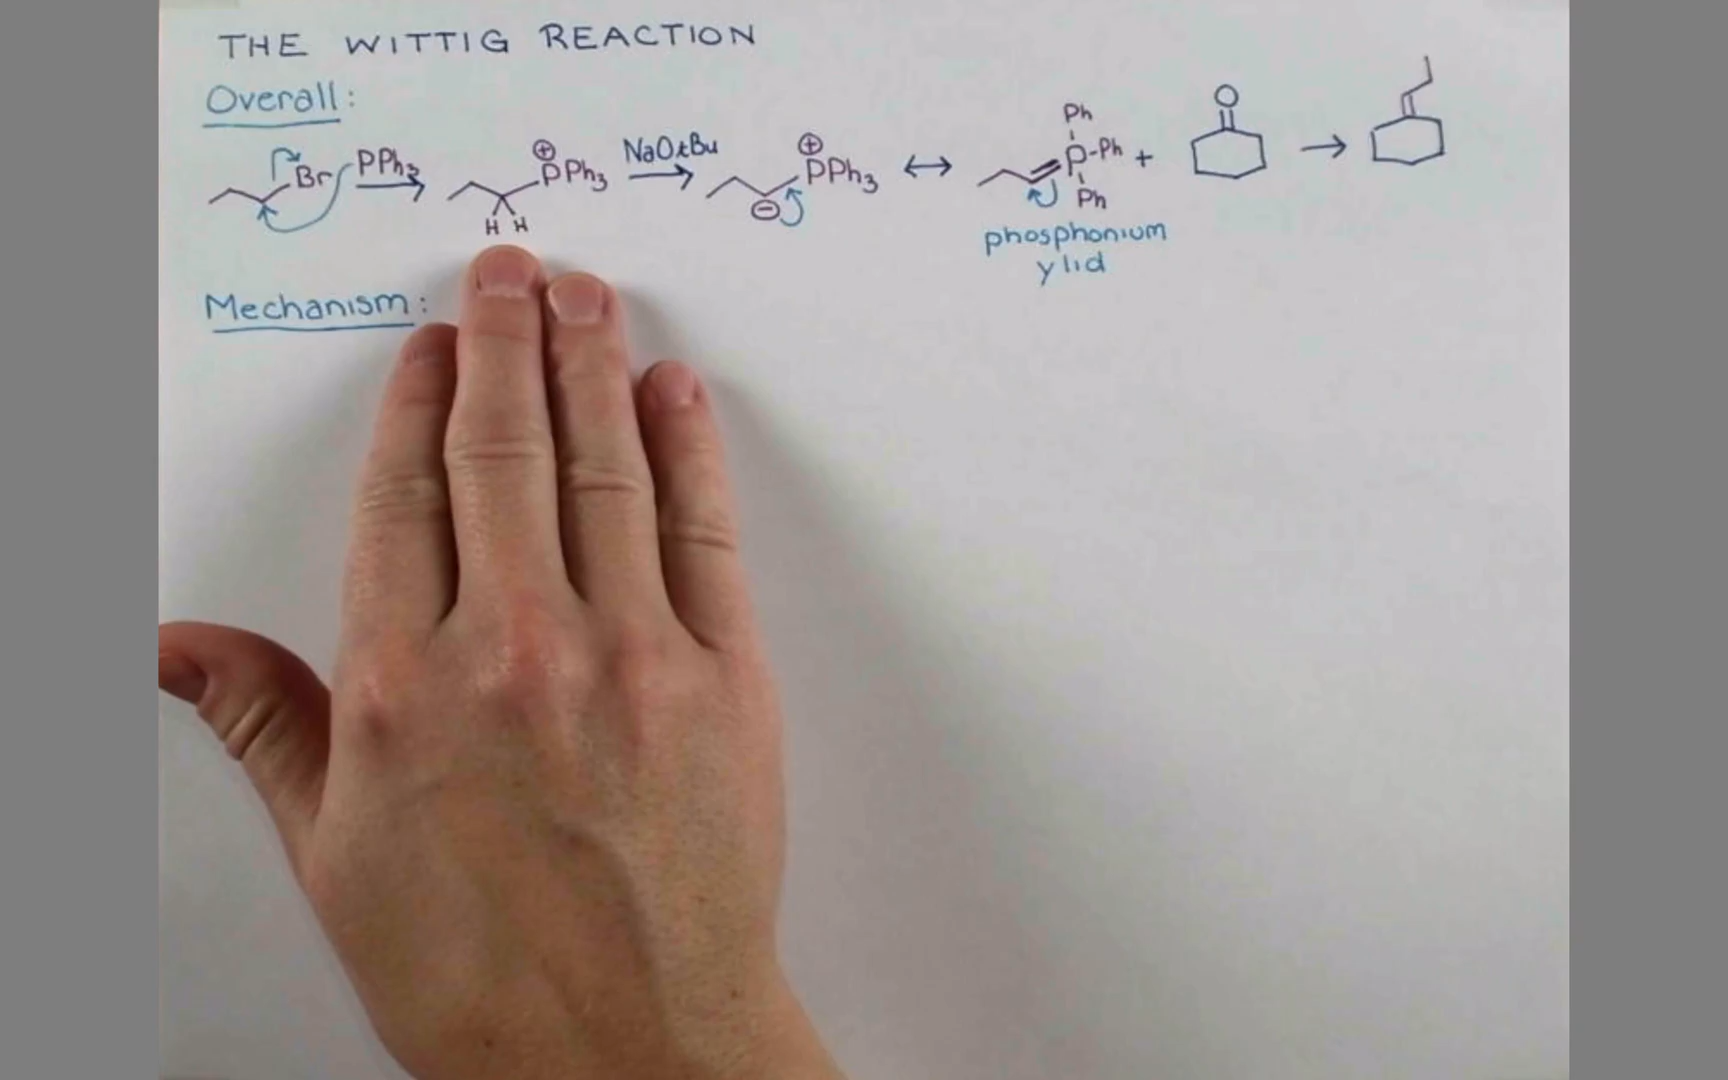 THE WITTIG REACTION
Overall:
Br PPh3 ⊕ PPh3 H H NaOtBu ⊕ PPh3 ⊖ ↔ Ph P-Ph Ph + O →
phosphonium
ylid
Mechanism: